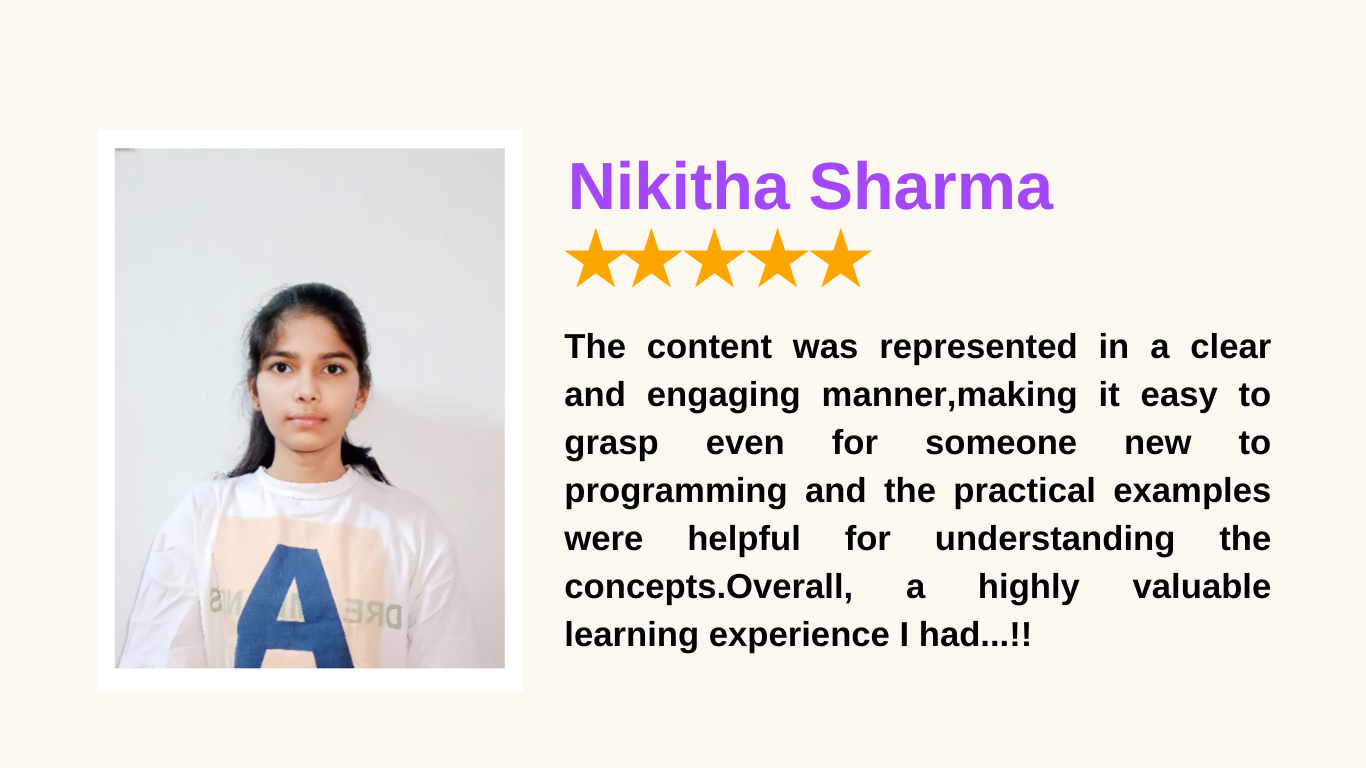 Nikitha Sharma
The content was represented in a clear
and engaging manner,making it easy to
grasp even for someone new to
programming and the practical examples
were helpful for understanding the
concepts.Overall, a highly valuable
learning experience I had...!!
A